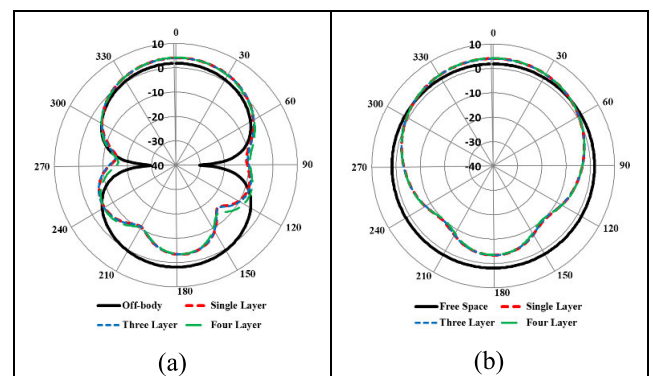 0
330 10 30
0
300 -10 60
-20
-30
270 -40 90
240 120
210 150
180
Off-body Single Layer
Three Layer Four Layer
(a)
0
330 10 30
0
300 -10 60
-20
-30
270 -40 90
240 120
210 150
180
Free Space Single Layer
Three Layer Four Layer
(b)